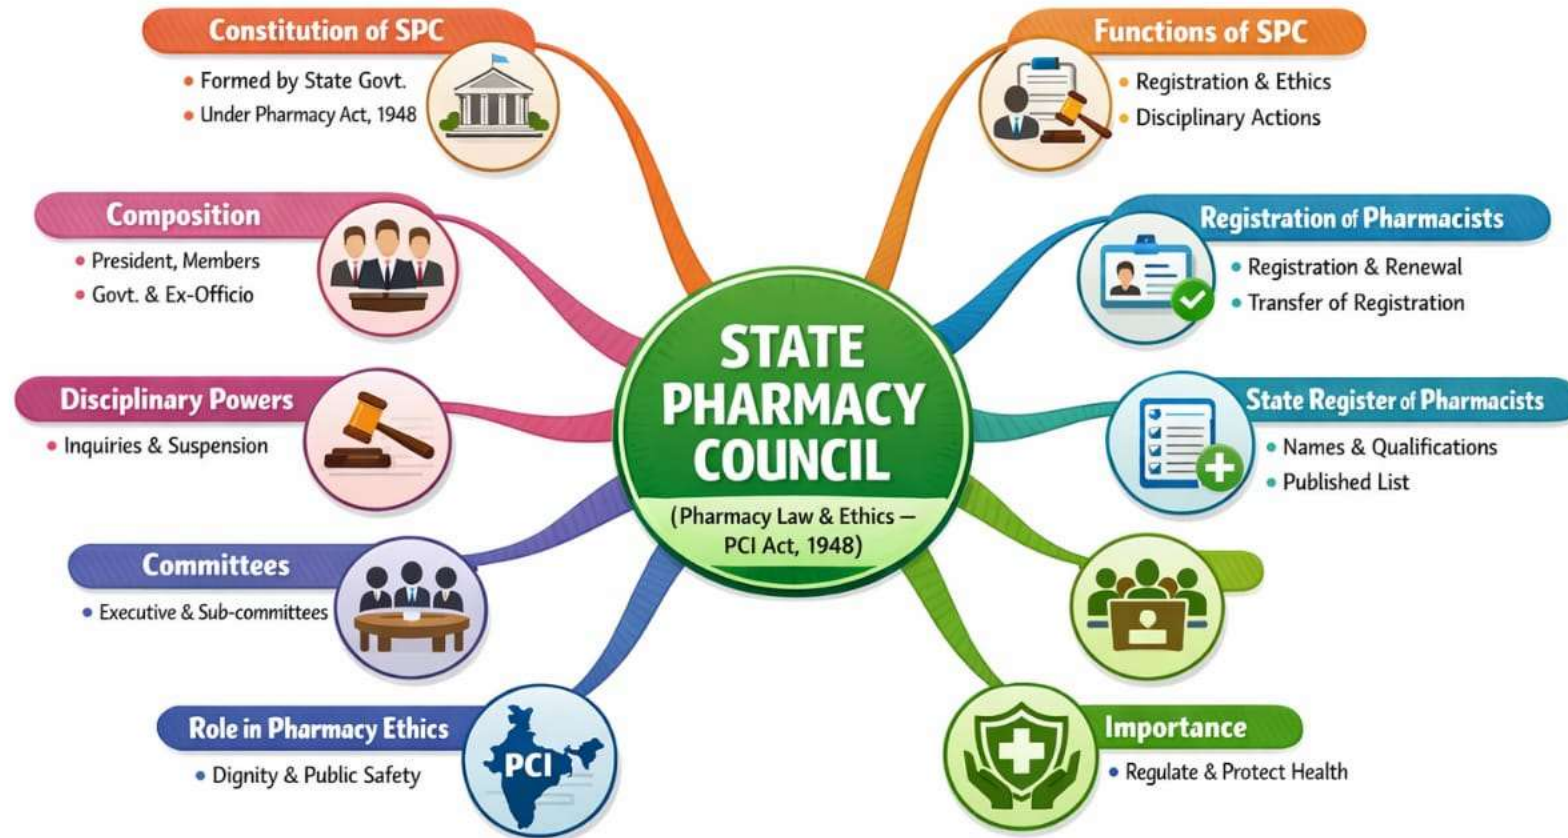 Constitution of SPC
• Formed by State Govt.
• Under Pharmacy Act, 1948
Composition
• President, Members
• Govt. & Ex-Officio
Disciplinary Powers
• Inquiries & Suspension
Committees
• Executive & Sub-committees
Role in Pharmacy Ethics
• Dignity & Public Safety
PCI
STATE
PHARMACY
COUNCIL
(Pharmacy Law & Ethics —
PCI Act, 1948)
Functions of SPC
• Registration & Ethics
• Disciplinary Actions
Registration of Pharmacists
• Registration & Renewal
• Transfer of Registration
State Register of Pharmacists
• Names & Qualifications
• Published List
Importance
• Regulate & Protect Health